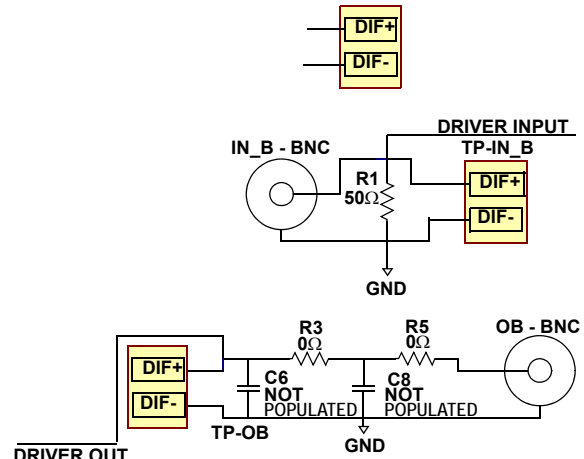 DIF+
DIF-
DRIVER INPUT
IN_B - BNC
TP-IN_B
R1
50Ω
DIF+
DIF-
GND
R3
0Ω
R5
0Ω
OB - BNC
DIF+
DIF-
C6
NOT
POPULATED
C8
NOT
POPULATED
TP-OB
GND
DRIVER OUT